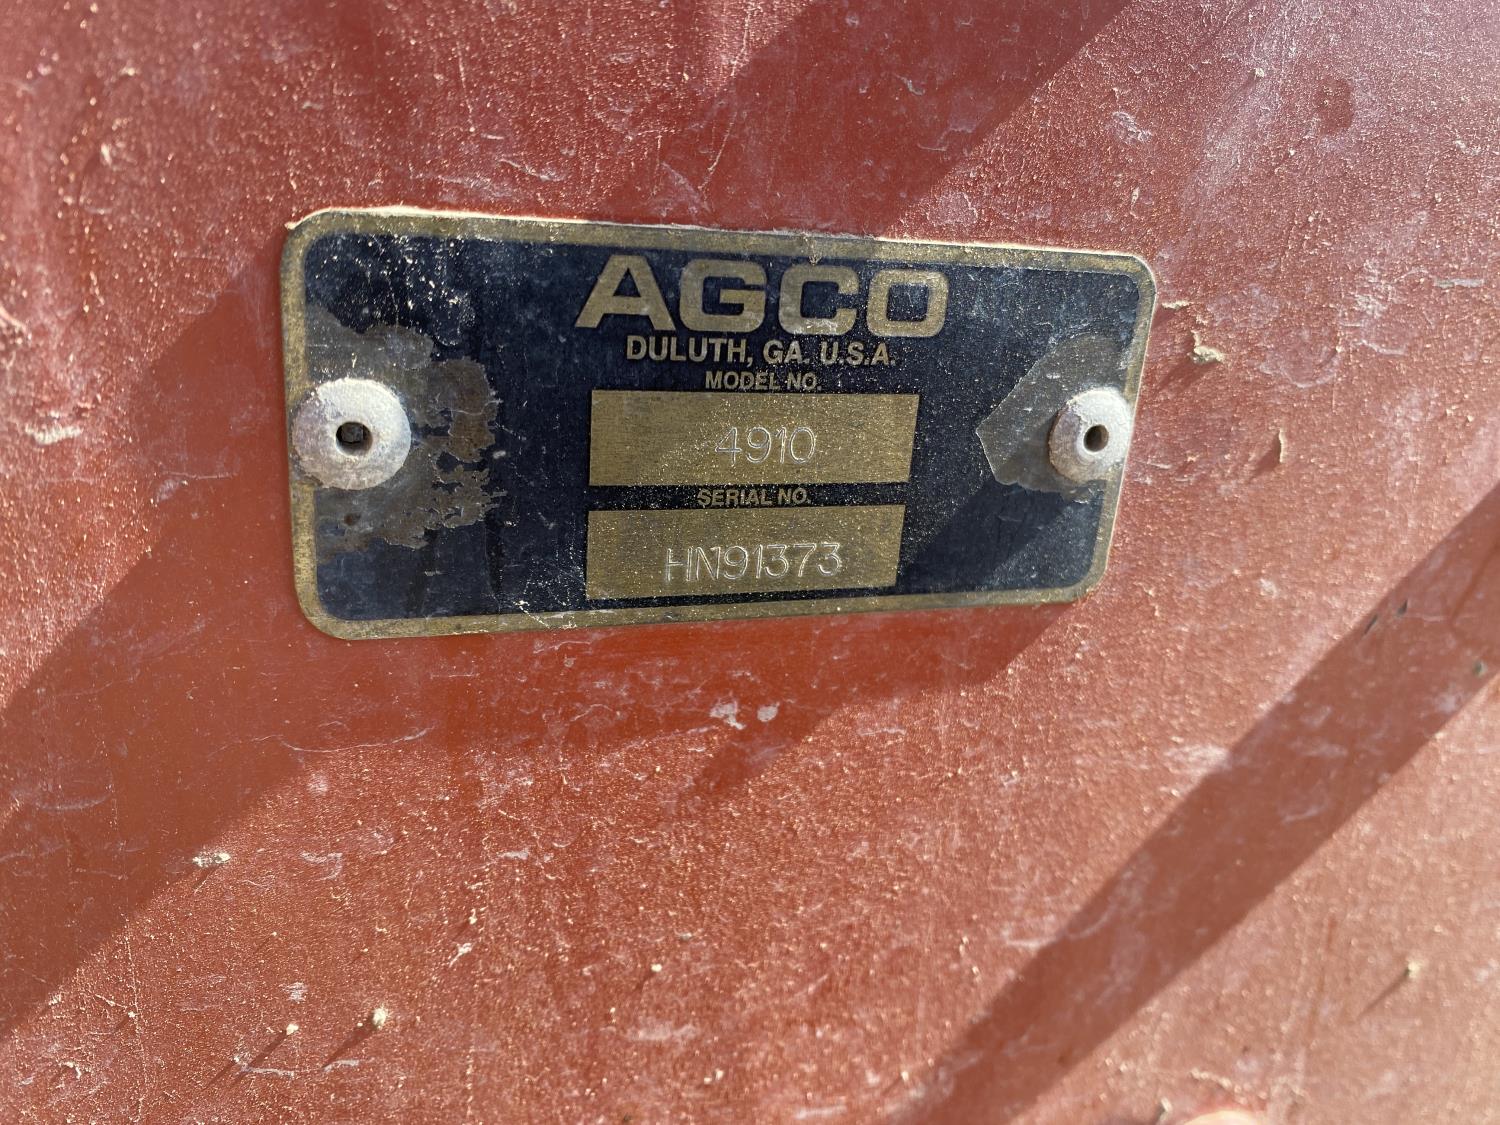 AGCO
DULUTH, GA. U.S.A.
MODEL NO.
4910
SERIAL NO.
HN91373